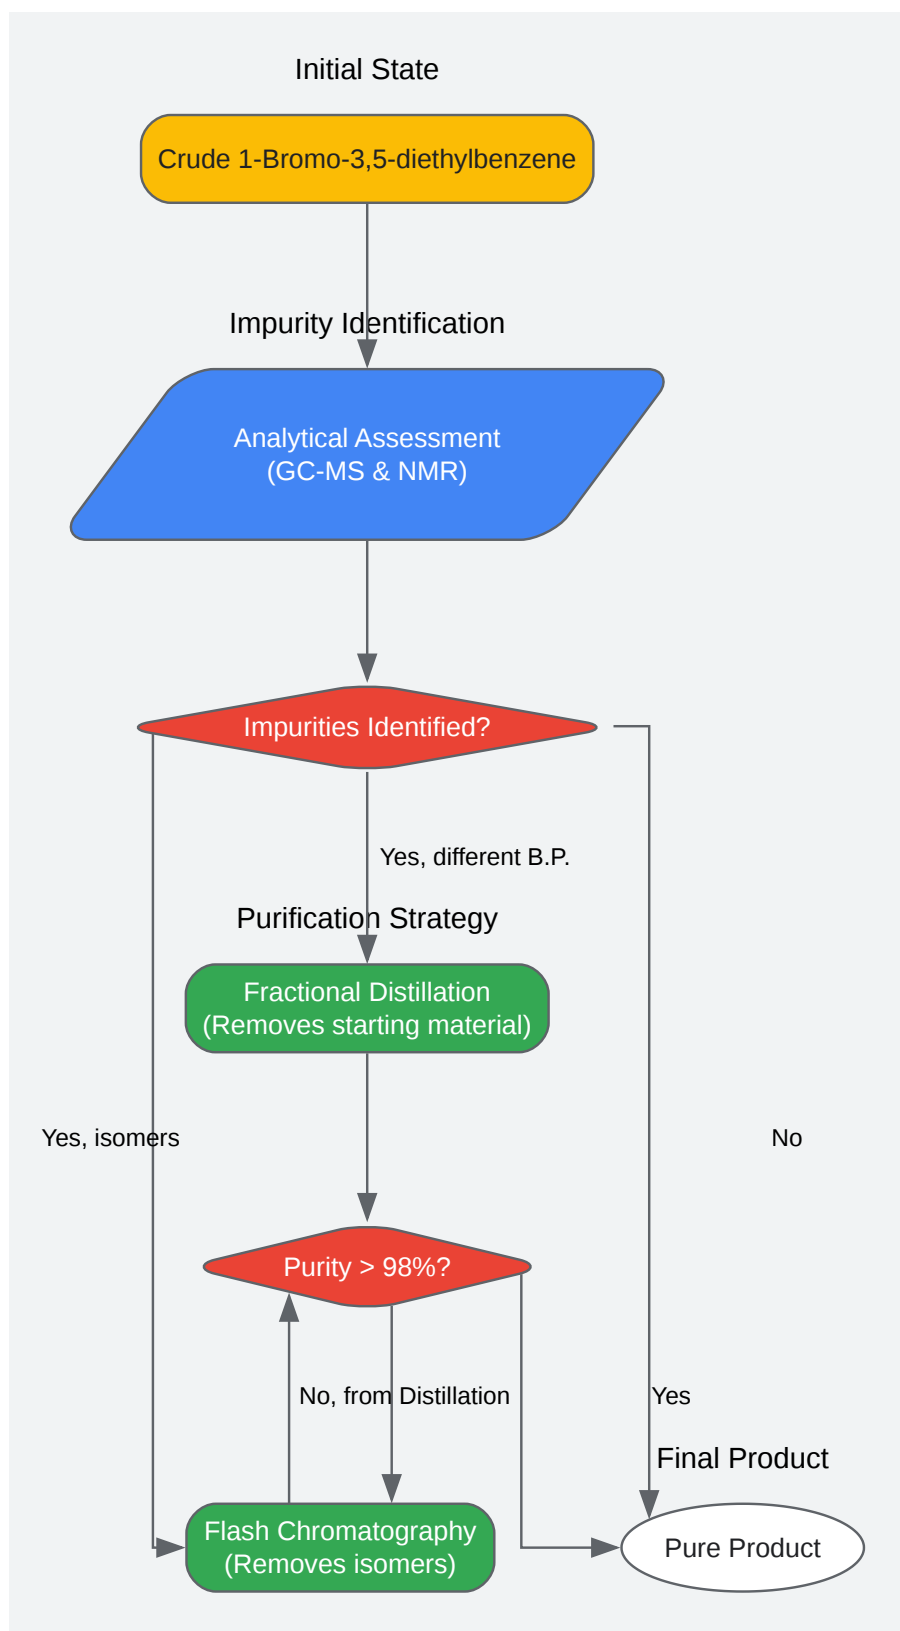 Initial State
Crude 1-Bromo-3,5-diethylbenzene
Impurity Identification
Analytical Assessment
(GC-MS & NMR)
Impurities Identified?
Yes, different B.P.
Purification Strategy
Fractional Distillation
(Removes starting material)
Yes, isomers
No
Purity > 98%?
No, from Distillation
Yes
Final Product
Flash Chromatography
(Removes isomers)
Pure Product